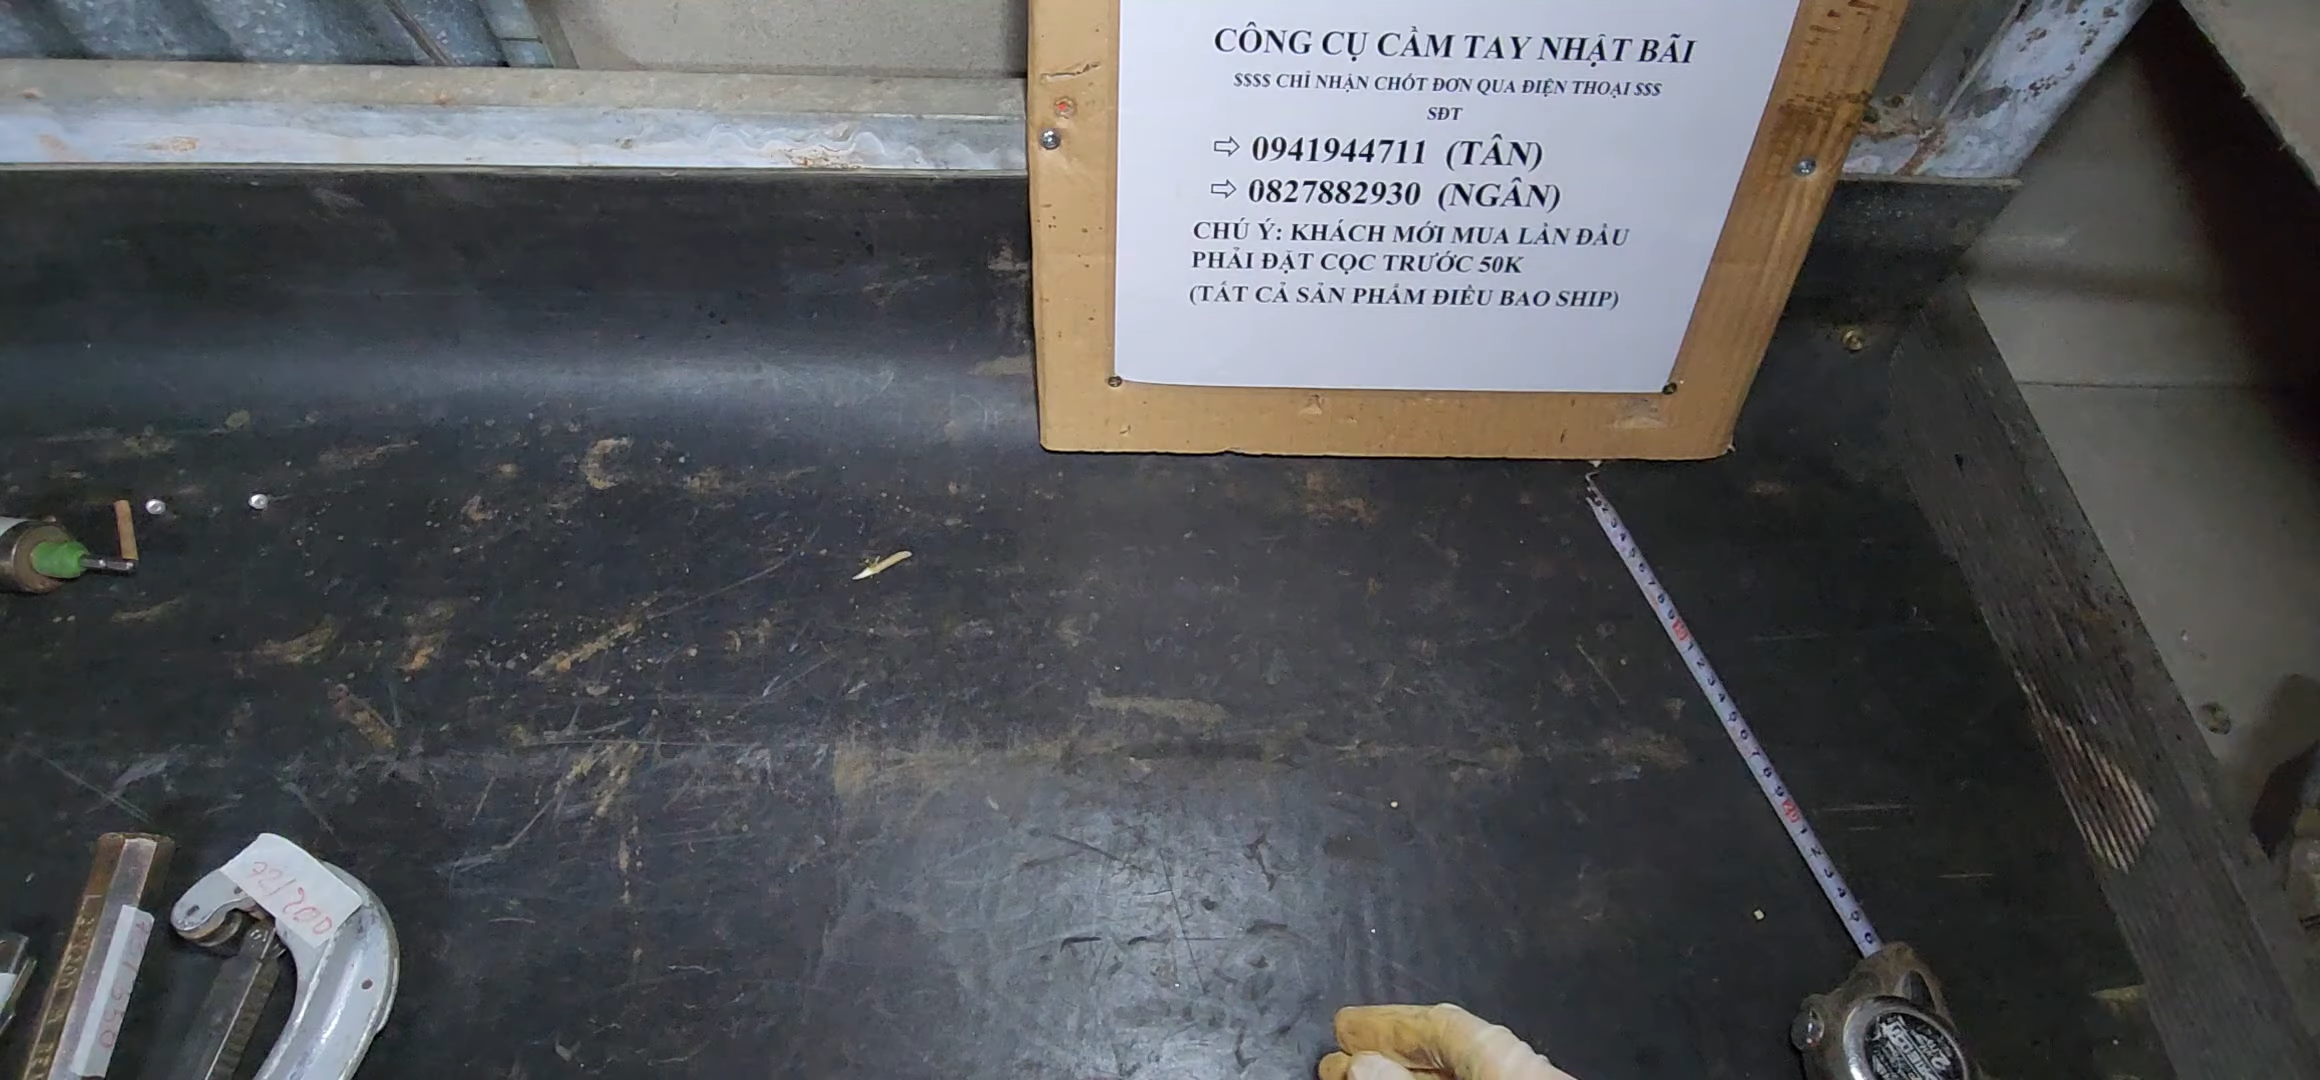 CÔNG CỤ CẦM TAY NHẬT BÃI
$$$$ CHỈ NHẬN CHÓT ĐƠN QUA ĐIỆN THOẠI $$$
SĐT
⇨ 0941944711 (TÂN)
⇨ 0827882930 (NGÂN)
CHÚ Ý: KHÁCH MỚI MUA LẦN ĐẦU
PHẢI ĐẶT CỌC TRƯỚC 50K
(TẤT CẢ SẢN PHẨM ĐIỀU BAO SHIP)